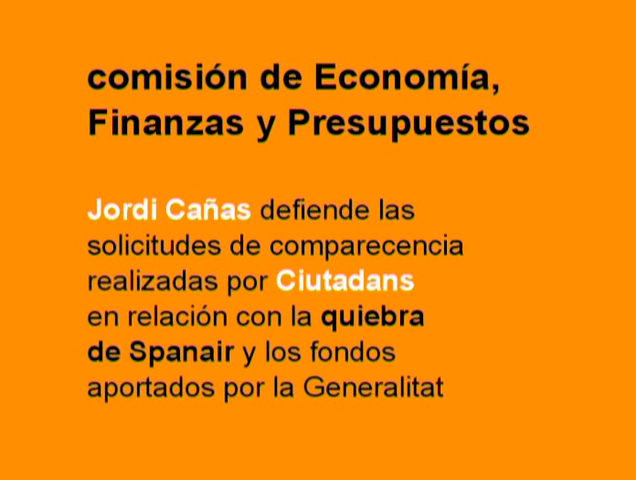 comisión de Economía,
Finanzas y Presupuestos
Jordi Cañas defiende las
solicitudes de comparecencia
realizadas por Ciutadans
en relación con la quiebra
de Spanair y los fondos
aportados por la Generalitat